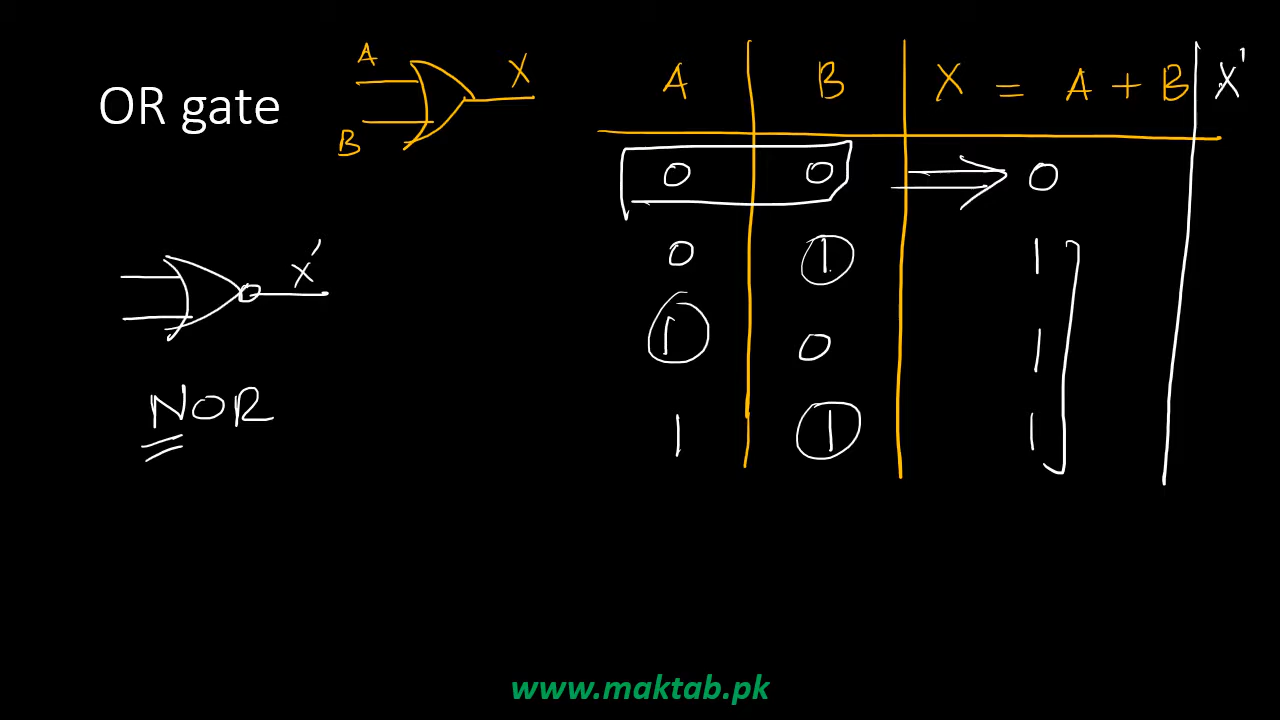 OR gate
A
B
X
A B X = A + B X'
0 0 ⇒ 0
0 1 1
1 0 1
1 1 1
X'
NOR
www.maktab.pk